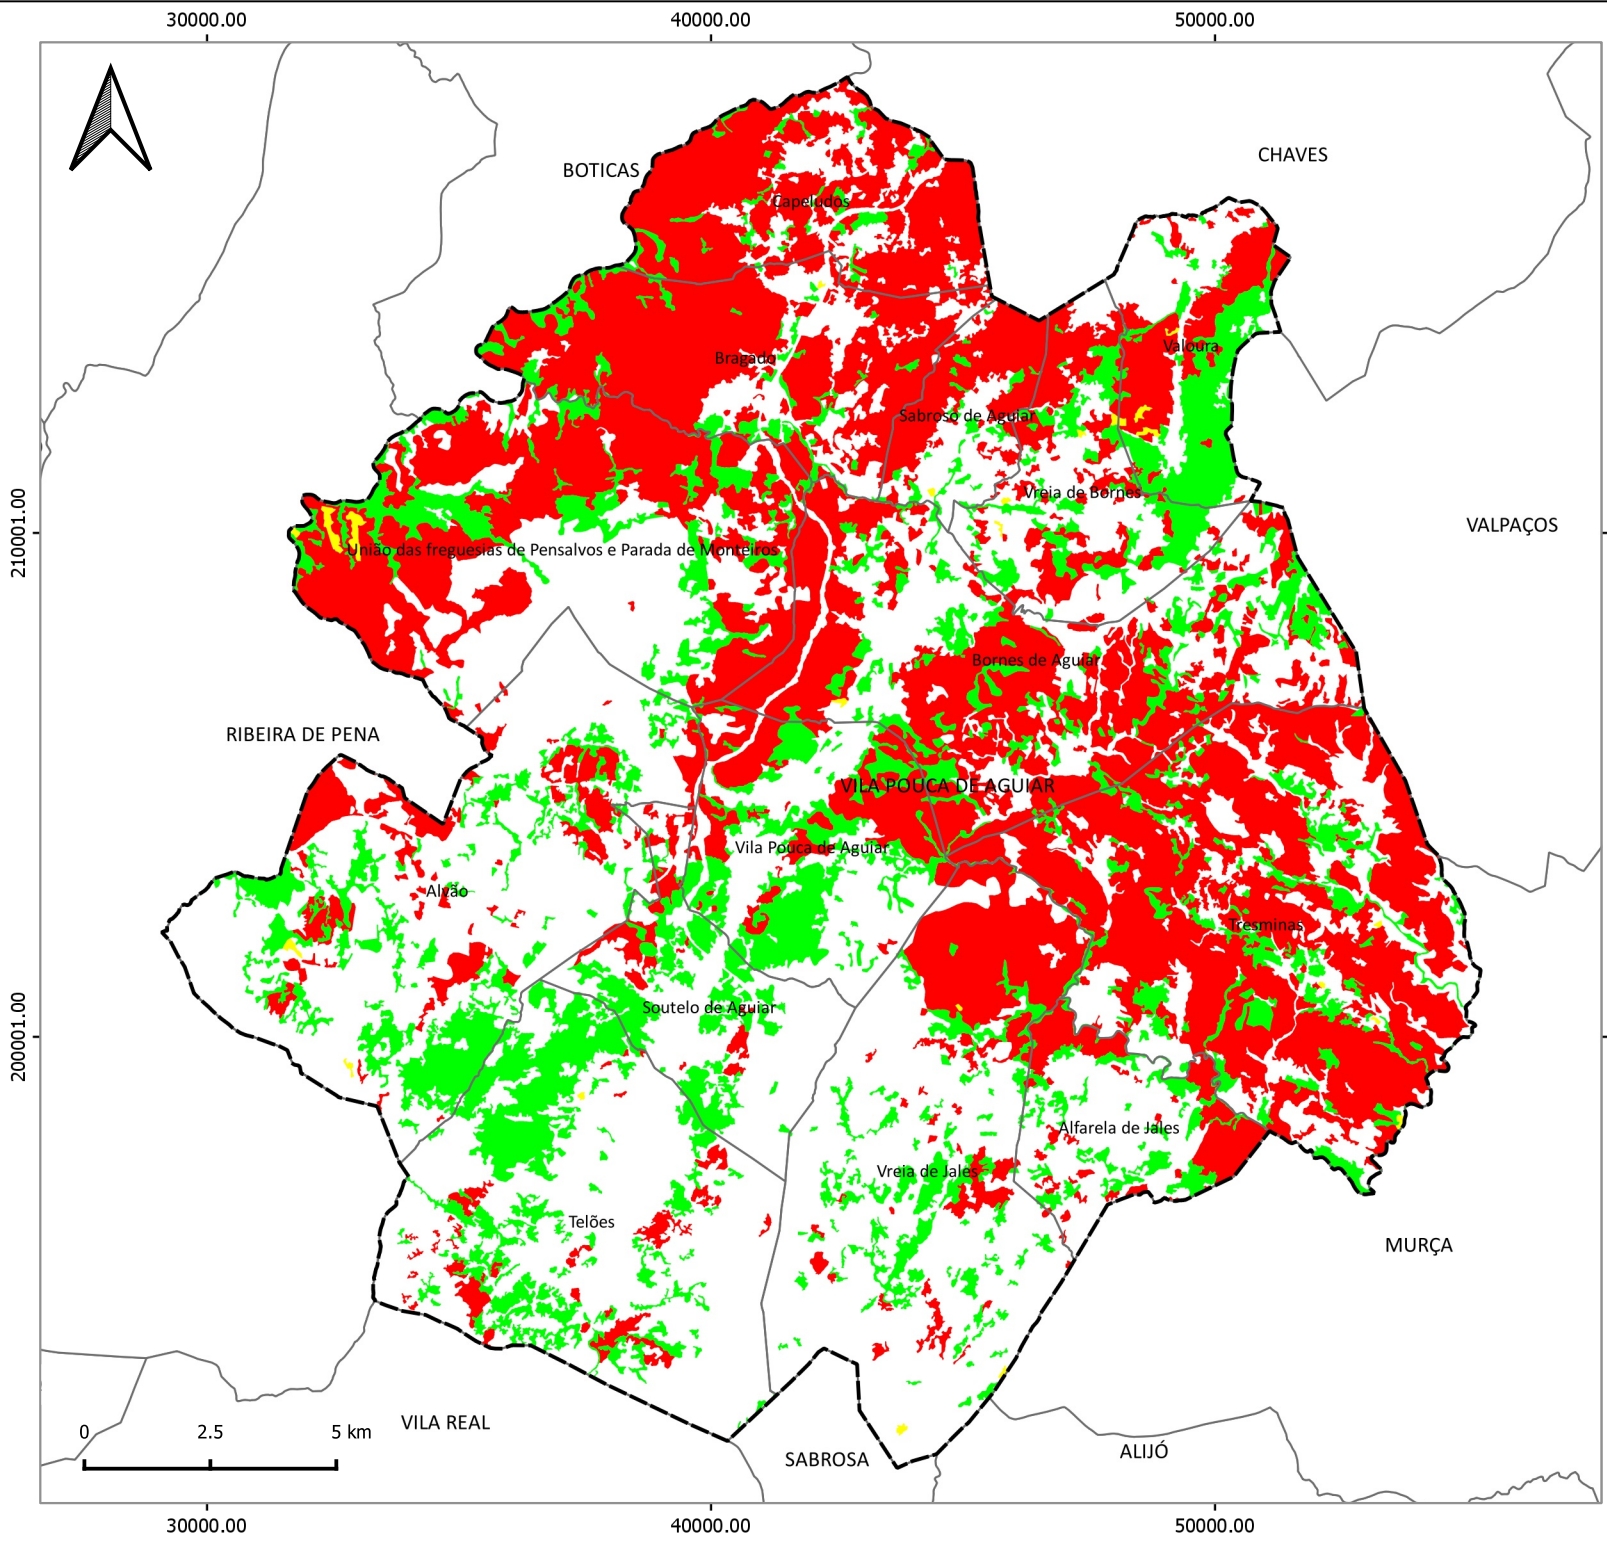 30000.00 40000.00 50000.00
CHAVES
BOTICAS
Capeludos
Valoura
Bragado
Sabroso de Aguiar
Vreia de Bornes
VALPAÇOS
210001.00
União das freguesias de Pensalvos e Parada de Monteiros
Bornes de Aguiar
RIBEIRA DE PENA
VILA POUCA DE AGUIAR
Vila Pouca de Aguiar
Alvão
Tresminas
Soutelo de Aguiar
200001.00
Alfarela de Jales
Vreia de Jales
Telões
MURÇA
VILA REAL
0 2.5 5 km
SABROSA
ALIJÓ
30000.00 40000.00 50000.00